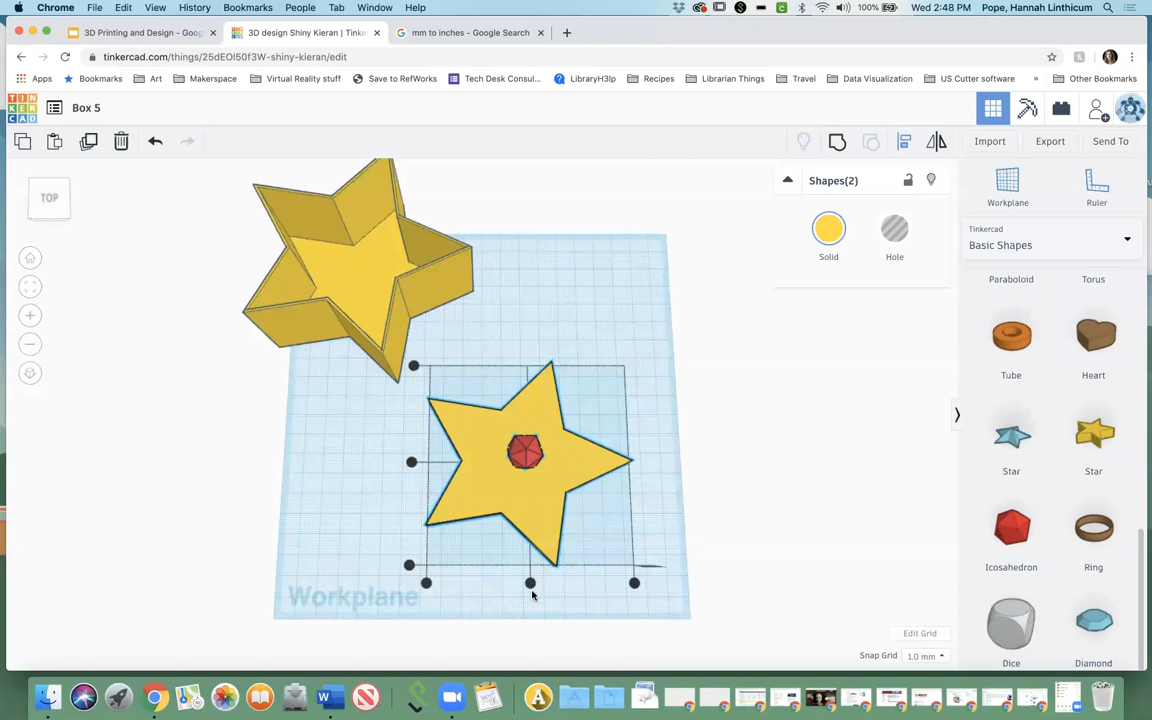 Chrome File Edit View History Bookmarks People Tab Window Help 100% Wed 2:48 PM Pope, Hannah Linthicum
3D Printing and Design - Goog 3D design Shiny Kieran | Tinke mm to inches - Google Search
tinkercad.com/things/25dEOl50f3W-shiny-kieran/edit
Apps Bookmarks Art Makerspace Virtual Reality stuff Save to RefWorks Tech Desk Consul... LibraryH3lp Recipes Librarian Things Travel Data Visualization US Cutter software » Other Bookmarks
TIN
KER
CAD
Box 5
Import Export Send To
TOP
Shapes(2)
Solid Hole
Workplane Ruler
Tinkercad
Basic Shapes
Paraboloid Torus
Tube Heart
Star Star
Icosahedron Ring
Dice Diamond
Workplane
Edit Grid
Snap Grid 1.0 mm